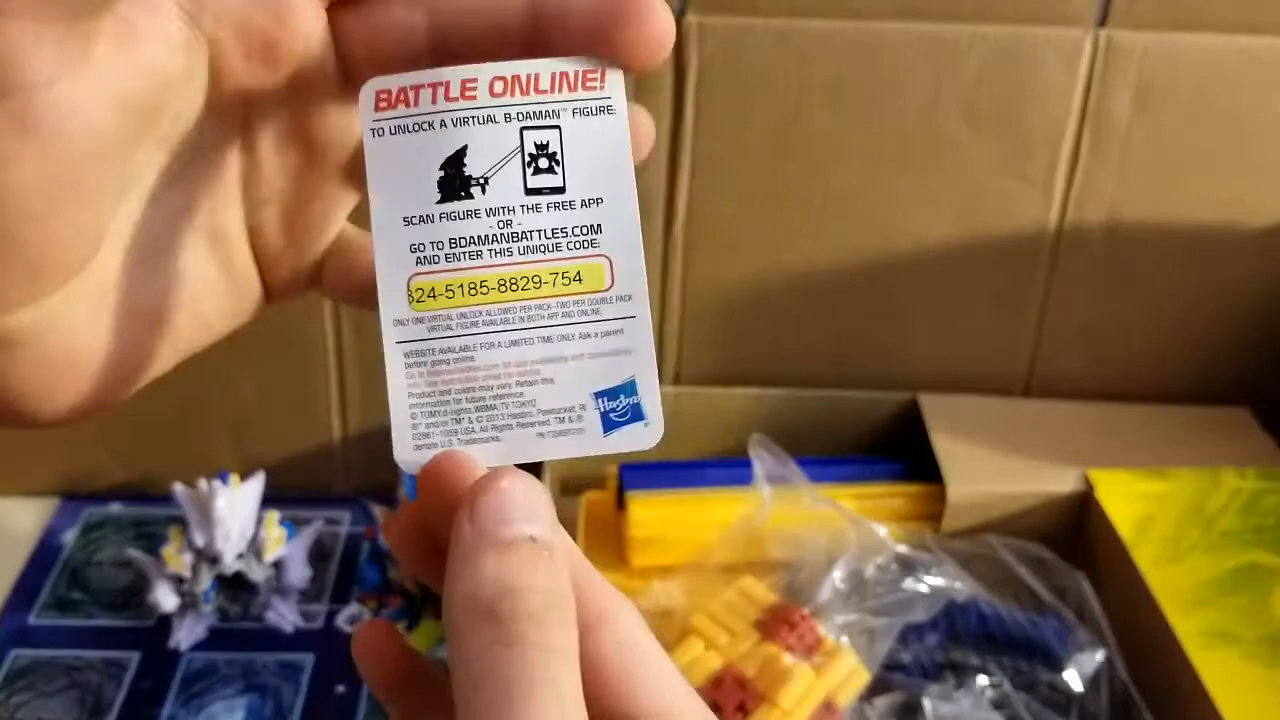 BATTLE ONLINE!
TO UNLOCK A VIRTUAL B-DAMAN™ FIGURE:
SCAN FIGURE WITH THE FREE APP
- OR -
GO TO BDAMANBATTLES.COM
AND ENTER THIS UNIQUE CODE:
324-5185-8829-754
ONLY ONE VIRTUAL UNLOCK ALLOWED PER PACK-TWO PER DOUBLE PACK
VIRTUAL FIGURE AVAILABLE IN BOTH APP AND ONLINE.
WEBSITE AVAILABLE FOR A LIMITED TIME ONLY. Ask a parent
before going online.
Product and colors may vary. Retain this
information for future reference.
© TOMY,d-rights,WBMA,TV TOKYO
®* and/or TM* & © 2013 Hasbro, Pawtucket, RI
02861-1059 USA. All Rights Reserved. TM & ®
denote U.S. Trademarks.
Hasbro